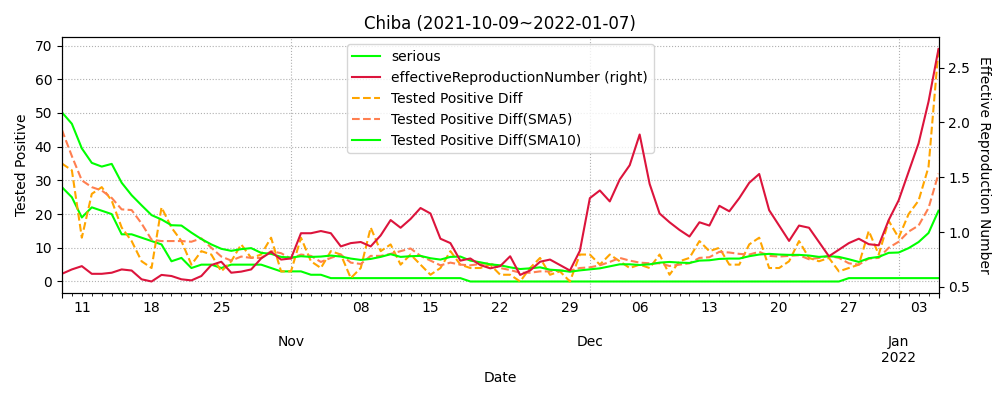 Chiba (2021-10-09~2022-01-07)
serious
effectiveReproductionNumber (right)
Tested Positive Diff
Tested Positive Diff(SMA5)
Tested Positive Diff(SMA10)
Tested Positive
70
60
50
40
30
20
10
0
2.5
2.0
1.5
1.0
0.5
Effective Reproduction Number
11 18 25 08 15 22 29 06 13 20 27 03
Nov Dec Jan
2022
Date